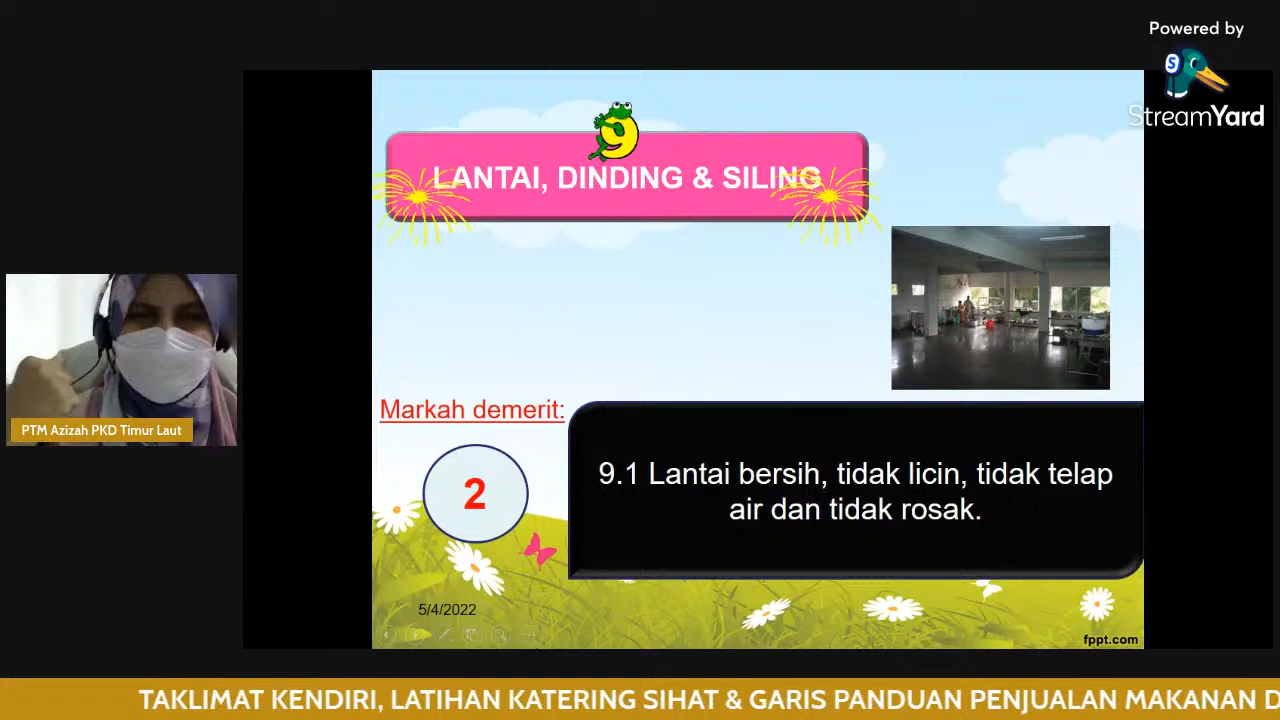 Powered by
S
StreamYard
9
LANTAI, DINDING & SILING
Markah demerit:
2
9.1 Lantai bersih, tidak licin, tidak telap
air dan tidak rosak.
PTM Azizah PKD Timur Laut
5/4/2022
fppt.com
TAKLIMAT KENDIRI, LATIHAN KATERING SIHAT & GARIS PANDUAN PENJUALAN MAKANAN D